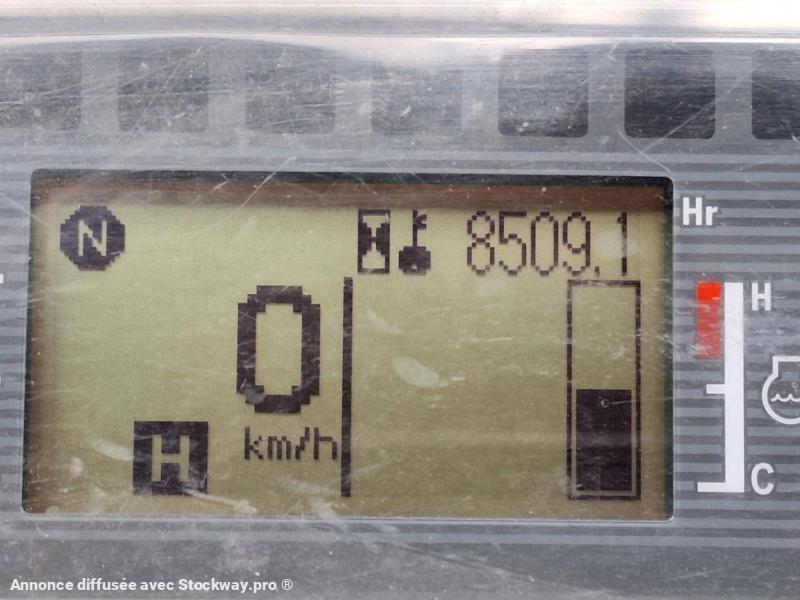 N 8509.1 Hr
H
0
km/h
H
C
Annonce diffusée avec Stockway.pro ®